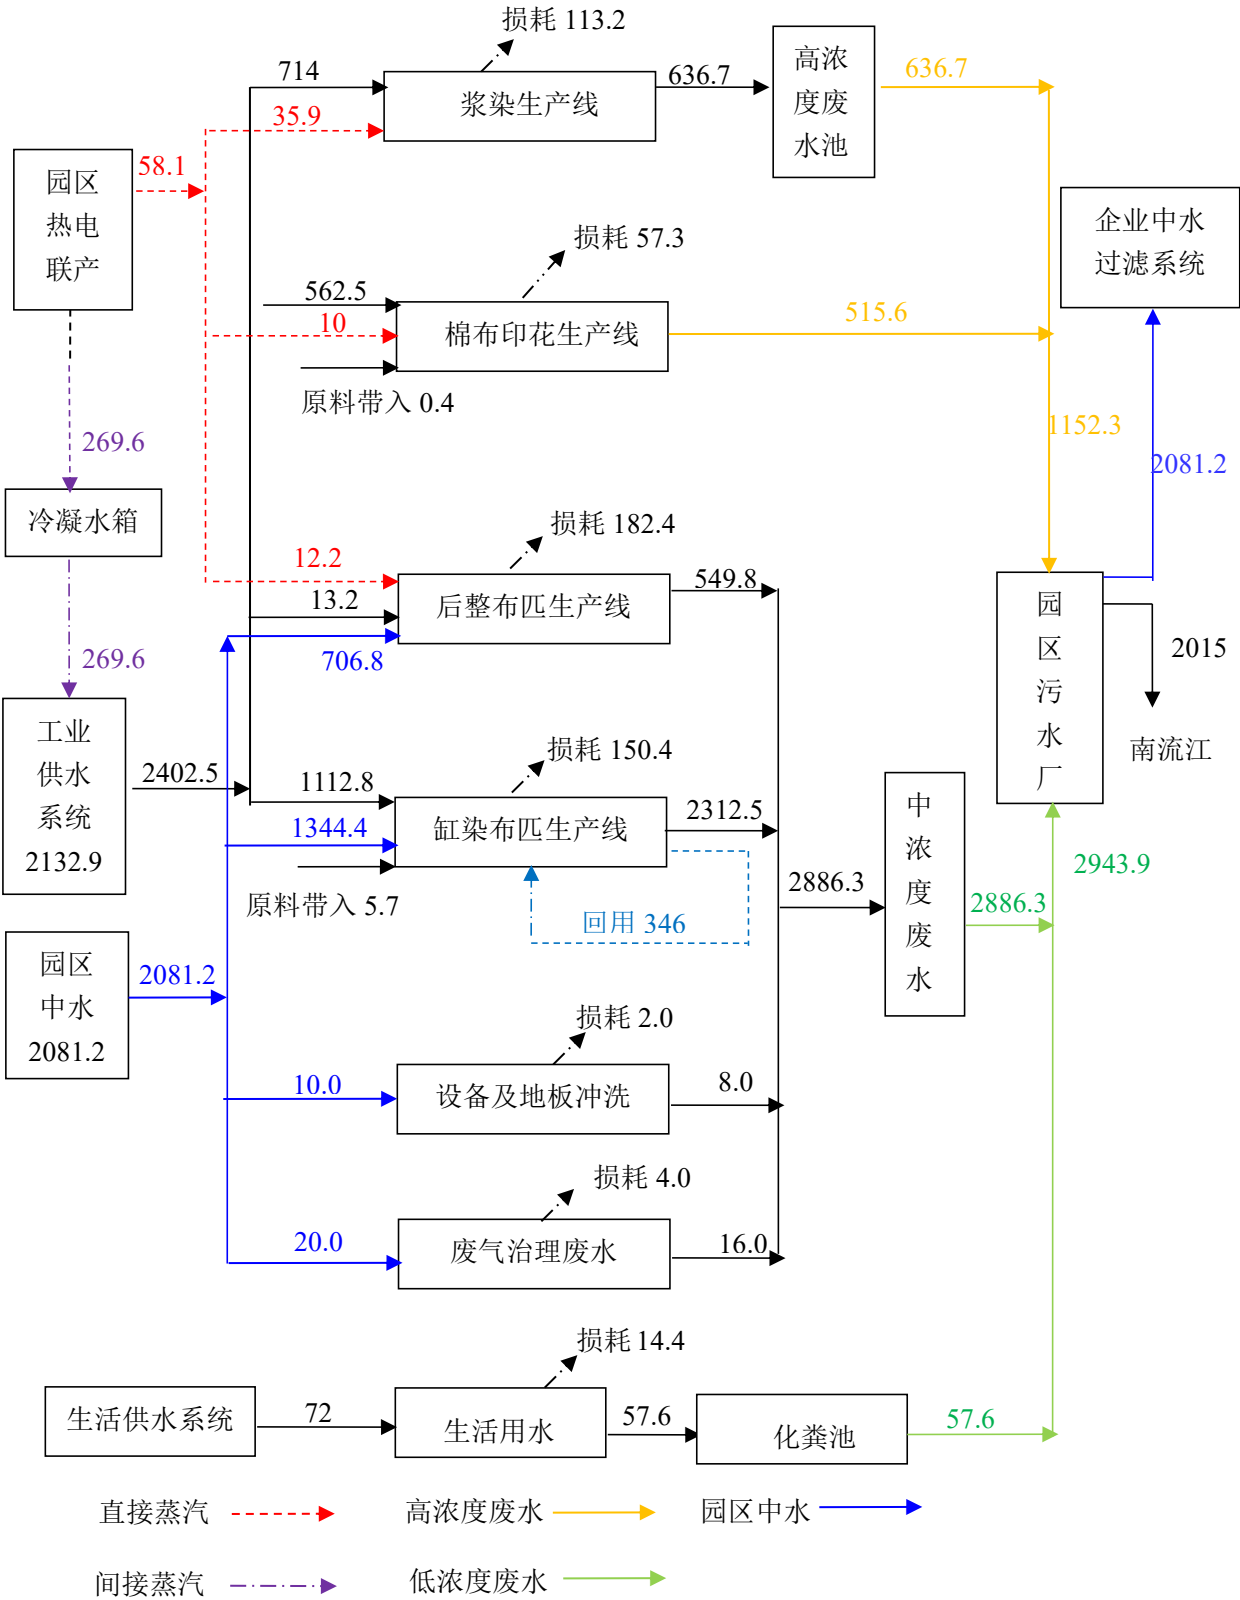 损耗 113.2
714
636.7
高浓
度废
水池
636.7
浆染生产线
35.9
58.1
园区
热电
联产
企业中水
过滤系统
损耗 57.3
562.5
10
棉布印花生产线
515.6
原料带入 0.4
1152.3
2081.2
269.6
冷凝水箱
损耗 182.4
12.2
13.2
706.8
后整布匹生产线
549.8
园
区
污
水
厂
2015
南流江
269.6
工业
供水
系统
2132.9
2402.5
损耗 150.4
1112.8
1344.4
缸染布匹生产线
2312.5
原料带入 5.7
回用 346
2886.3
中
浓
度
废
水
2886.3
2943.9
园区
中水
2081.2
2081.2
损耗 2.0
10.0
设备及地板冲洗
8.0
损耗 4.0
20.0
废气治理废水
16.0
损耗 14.4
生活供水系统
72
生活用水
57.6
化粪池
57.6
直接蒸汽
高浓度废水
园区中水
间接蒸汽
低浓度废水